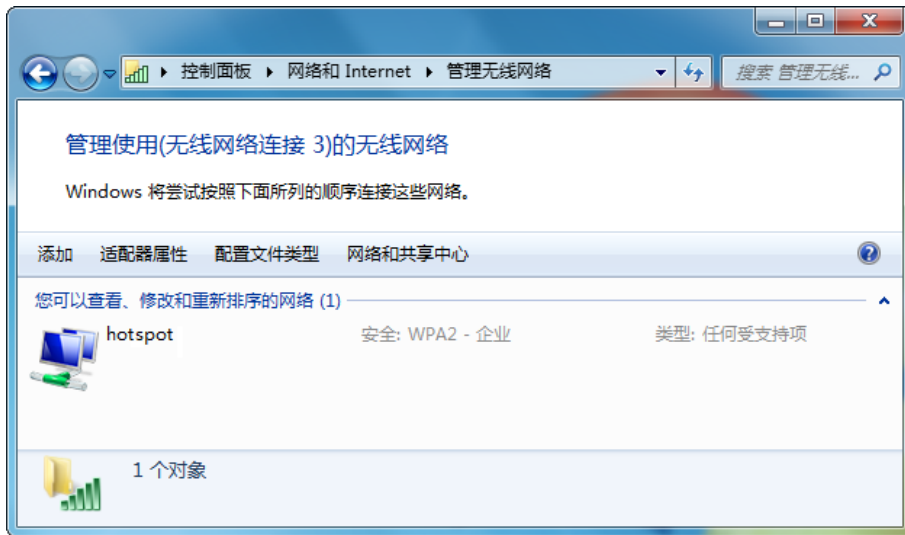 控制面板 ▸ 网络和 Internet ▸ 管理无线网络
搜索 管理无线...
管理使用(无线网络连接 3)的无线网络
Windows 将尝试按照下面所列的顺序连接这些网络。
添加 适配器属性 配置文件类型 网络和共享中心
您可以查看、修改和重新排序的网络 (1)
hotspot 安全: WPA2 - 企业 类型: 任何受支持项
1 个对象